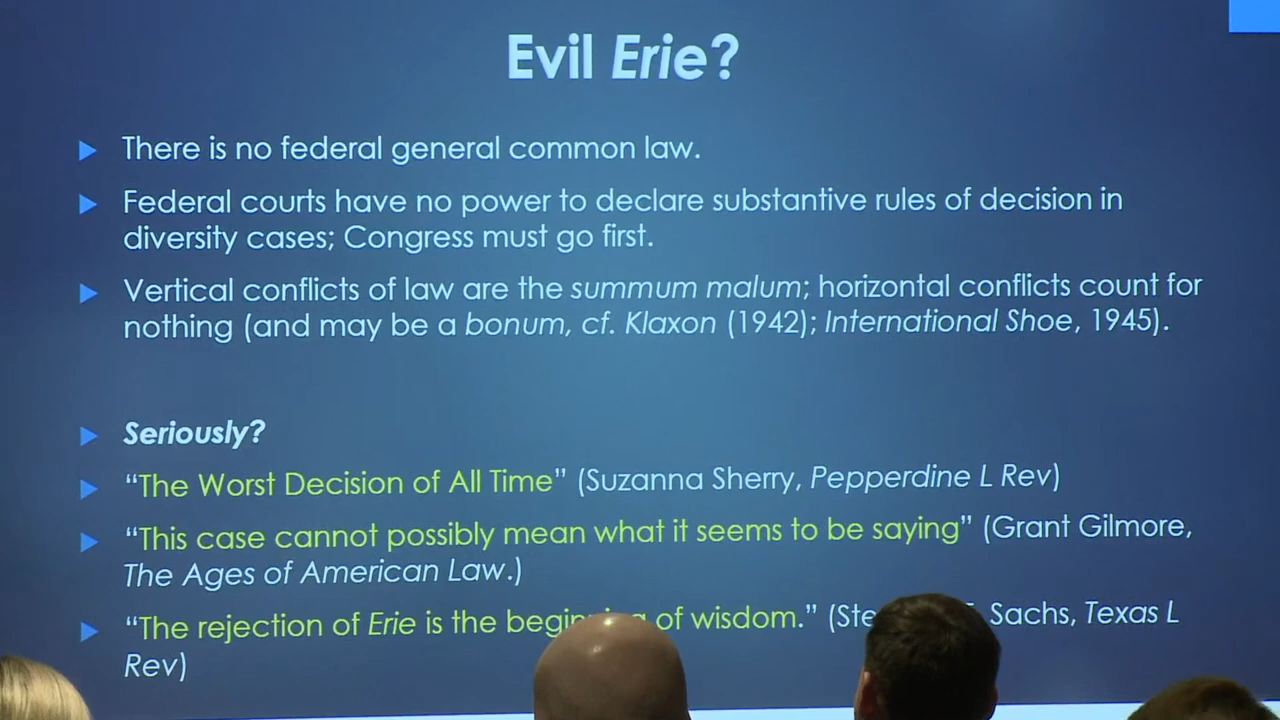 Evil Erie?
There is no federal general common law.
Federal courts have no power to declare substantive rules of decision in
diversity cases; Congress must go first.
Vertical conflicts of law are the summum malum; horizontal conflicts count for
nothing (and may be a bonum, cf. Klaxon (1942); International Shoe, 1945).
Seriously?
“The Worst Decision of All Time” (Suzanna Sherry, Pepperdine L Rev)
“This case cannot possibly mean what it seems to be saying” (Grant Gilmore,
The Ages of American Law.)
“The rejection of Erie is the of wisdom.” Sachs, Texas L
Rev)